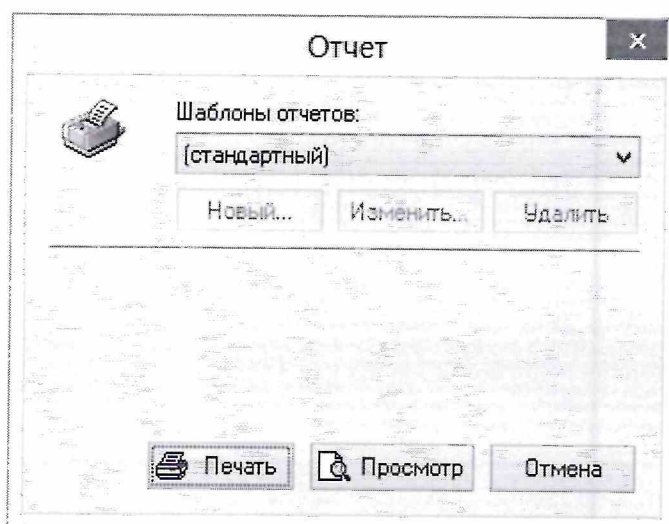 Отчет
Шаблоны отчетов:
(стандартный)
Новый... Изменить... Удалить
Печать Просмотр Отмена